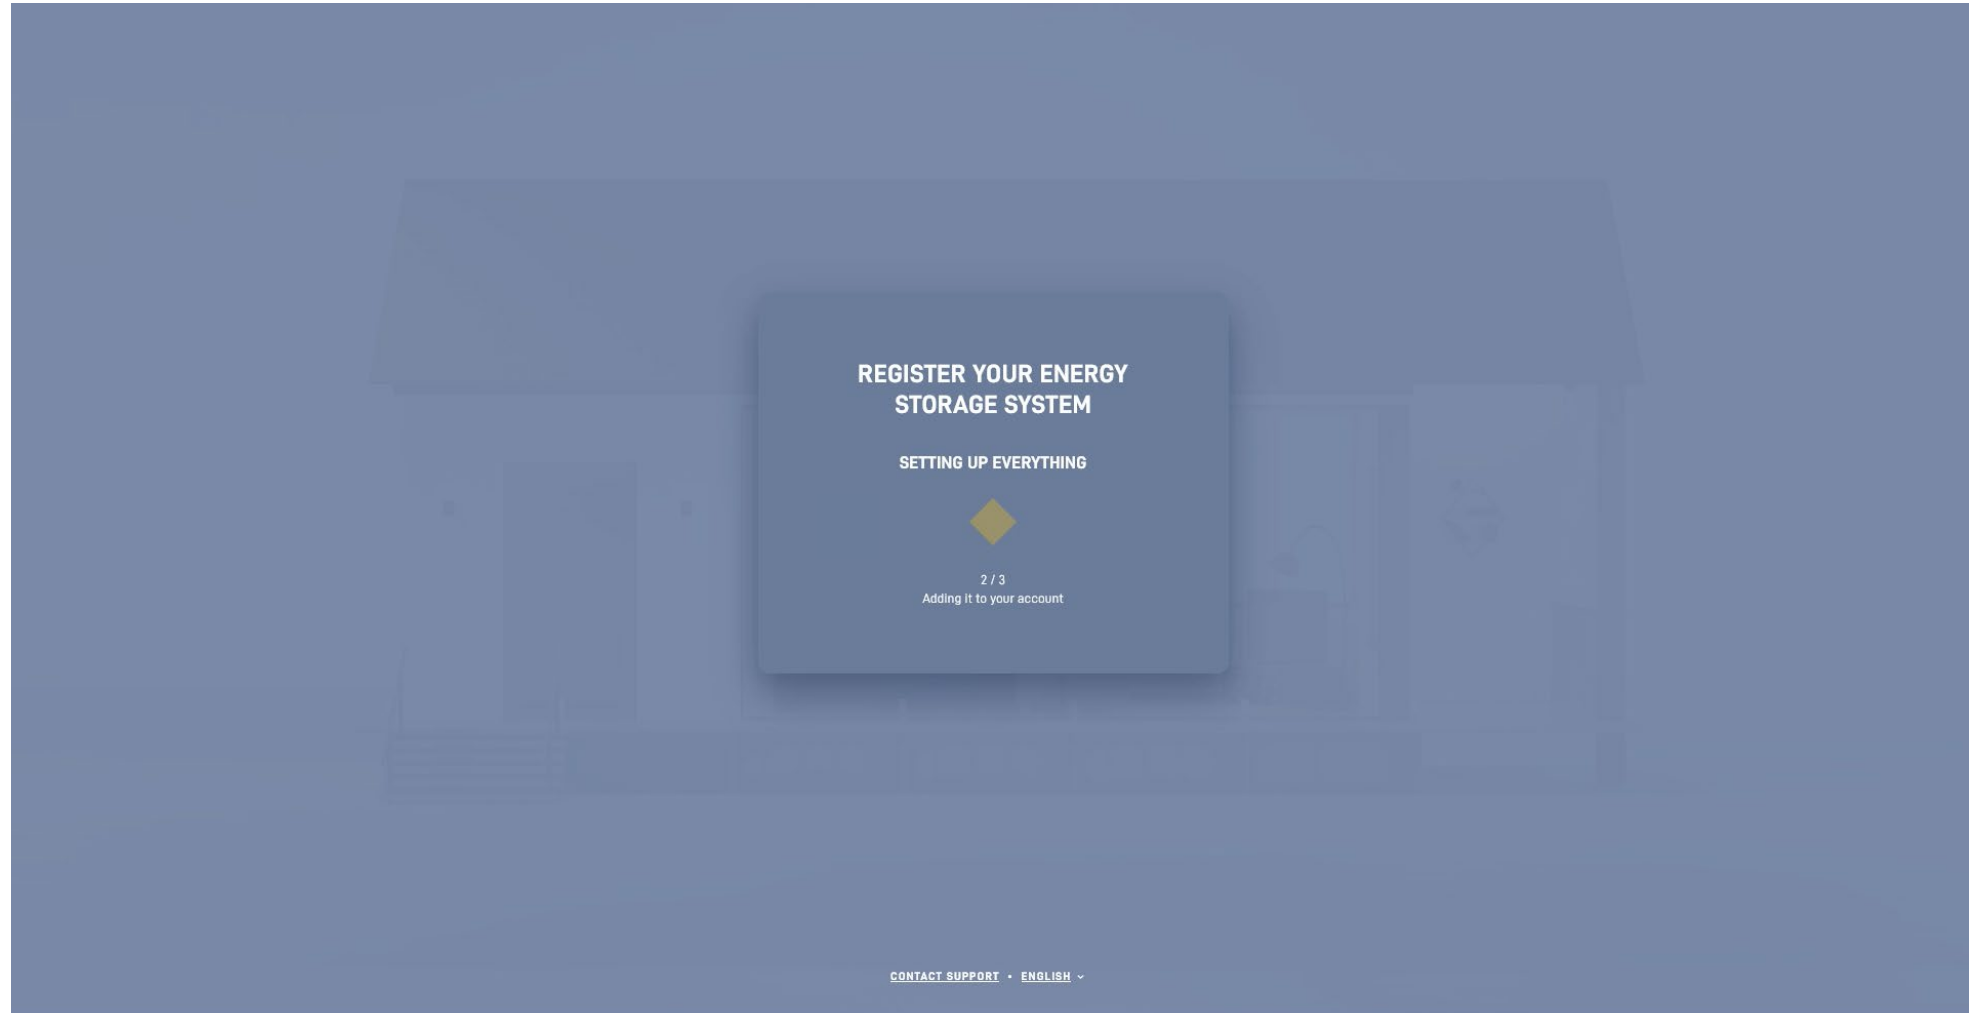 REGISTER YOUR ENERGY
STORAGE SYSTEM
SETTING UP EVERYTHING
2 / 3
Adding it to your account
CONTACT SUPPORT • ENGLISH